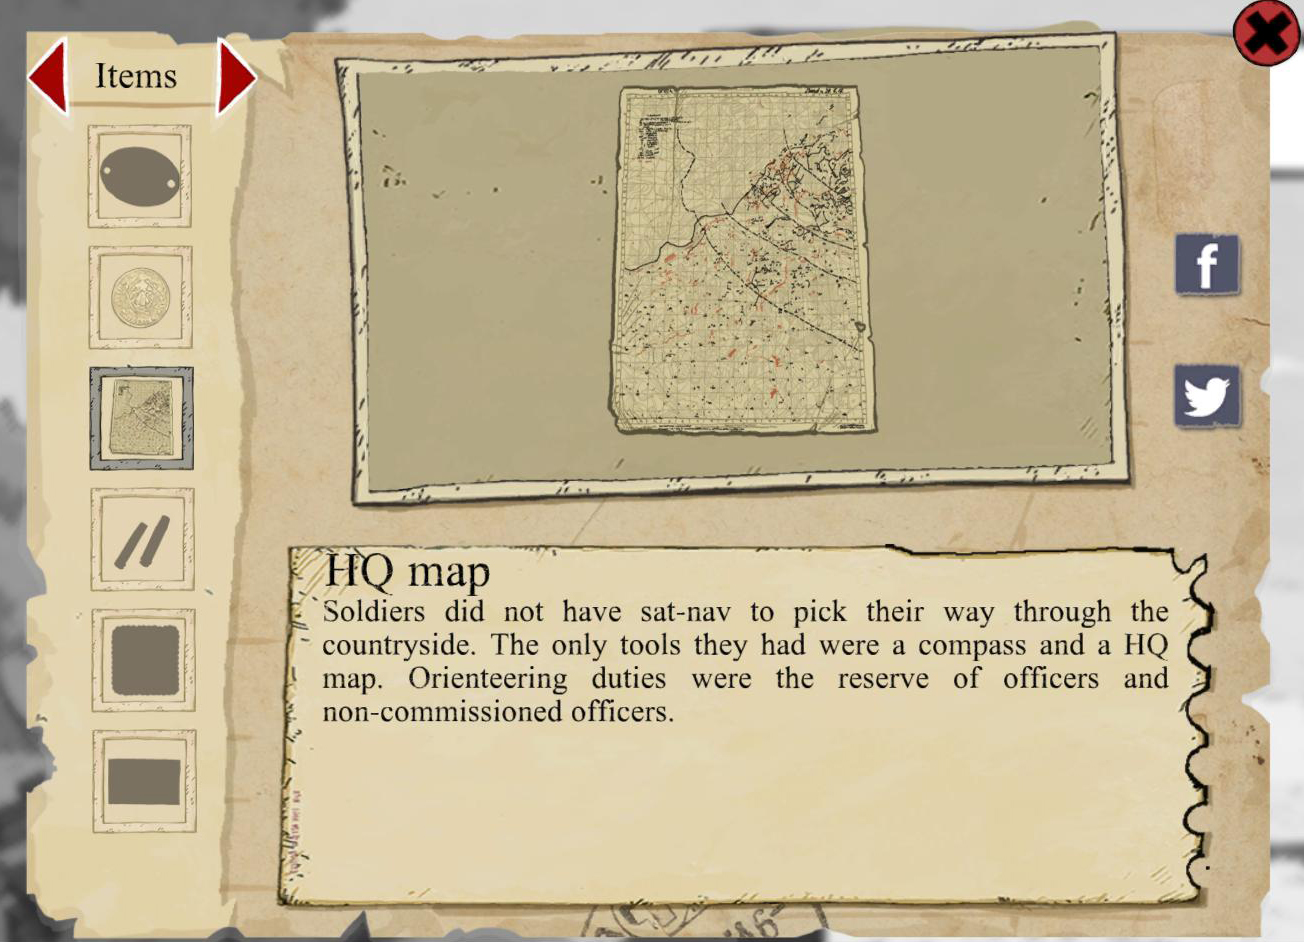 Items
HQ map
Soldiers did not have sat-nav to pick their way through the
countryside. The only tools they had were a compass and a HQ
map. Orienteering duties were the reserve of officers and
non-commissioned officers.